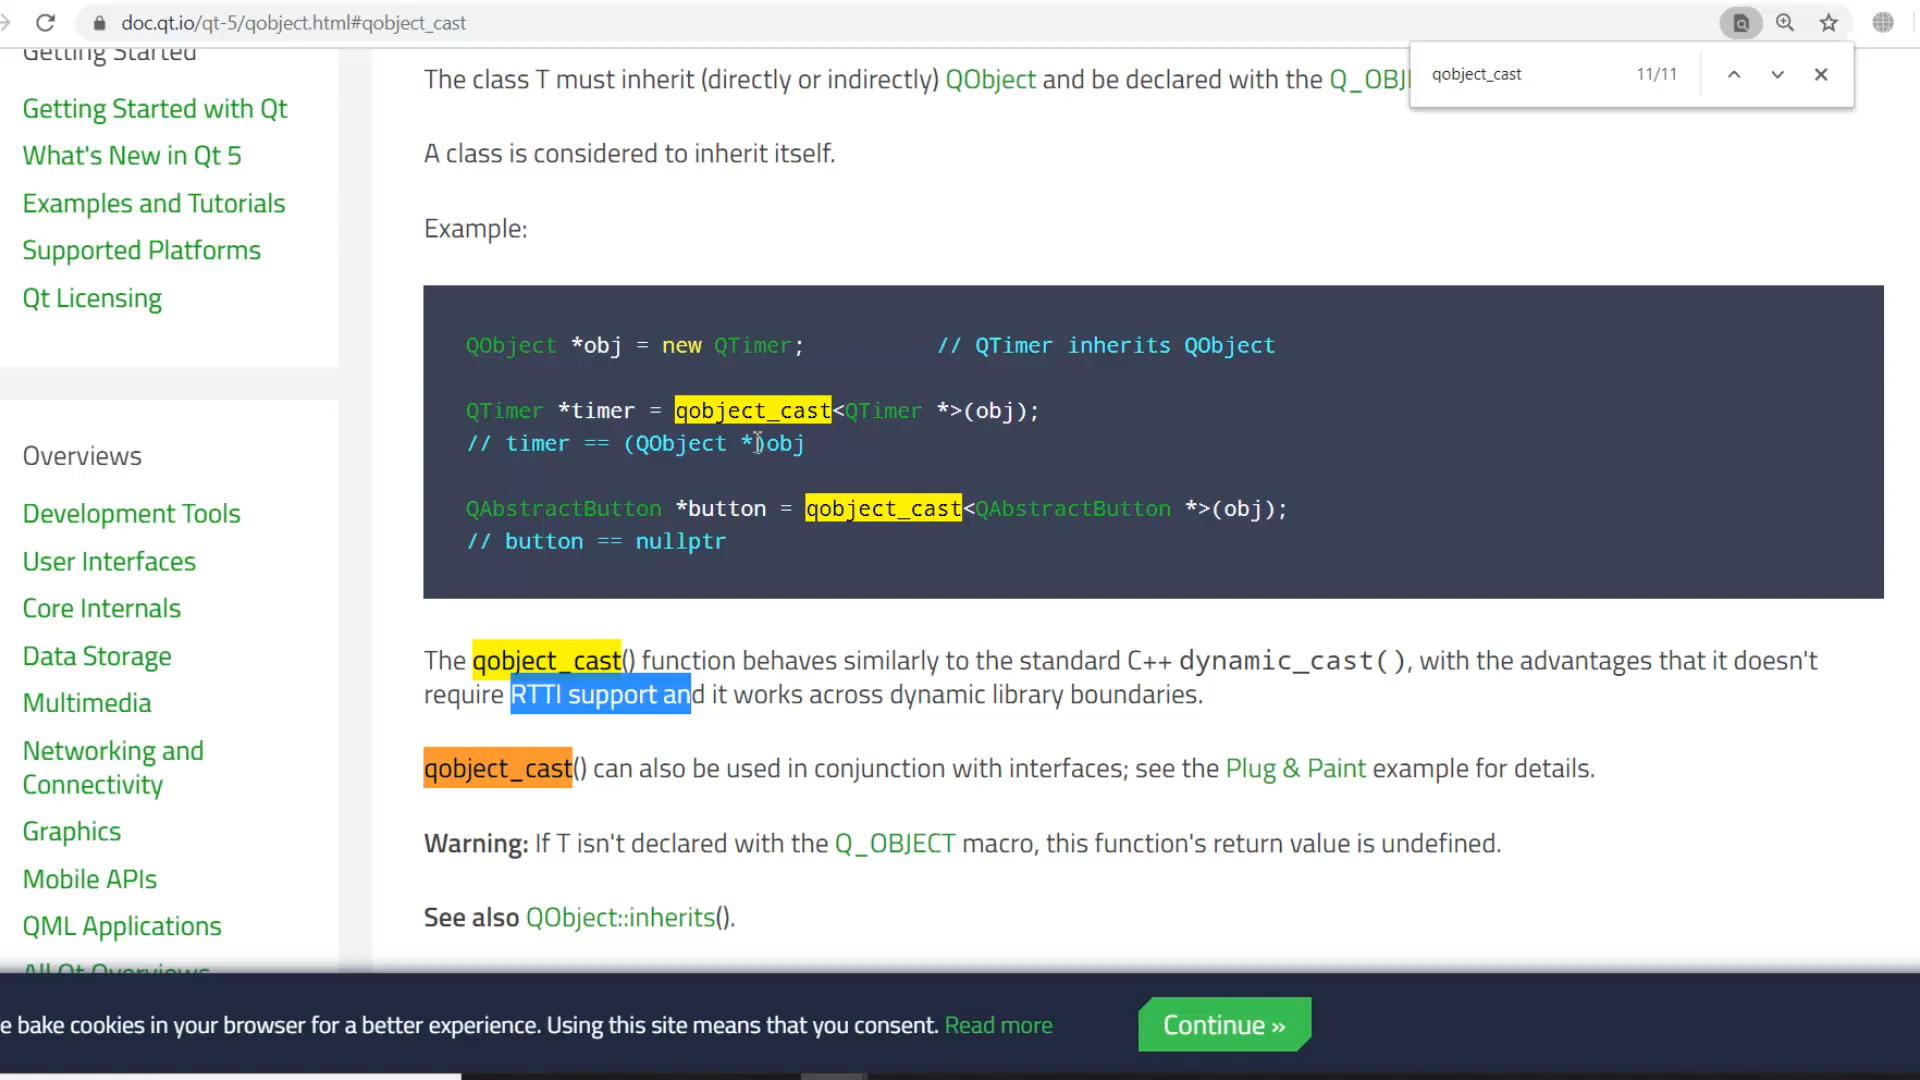 doc.qt.io/qt-5/qobject.html#qobject_cast
qobject_cast 11/11
Getting Started
Getting Started with Qt
What's New in Qt 5
Examples and Tutorials
Supported Platforms
Qt Licensing
Overviews
Development Tools
User Interfaces
Core Internals
Data Storage
Multimedia
Networking and
Connectivity
Graphics
Mobile APIs
QML Applications
All Qt Overviews
The class T must inherit (directly or indirectly) QObject and be declared with the Q_OBJ
A class is considered to inherit itself.
Example:
QObject *obj = new QTimer; // QTimer inherits QObject
QTimer *timer = qobject_cast<QTimer *>(obj);
// timer == (QObject *)obj
QAbstractButton *button = qobject_cast<QAbstractButton *>(obj);
// button == nullptr
The qobject_cast() function behaves similarly to the standard C++ dynamic_cast(), with the advantages that it doesn't
require RTTI support and it works across dynamic library boundaries.
qobject_cast() can also be used in conjunction with interfaces; see the Plug & Paint example for details.
Warning: If T isn't declared with the Q_OBJECT macro, this function's return value is undefined.
See also QObject::inherits().
e bake cookies in your browser for a better experience. Using this site means that you consent. Read more
Continue »